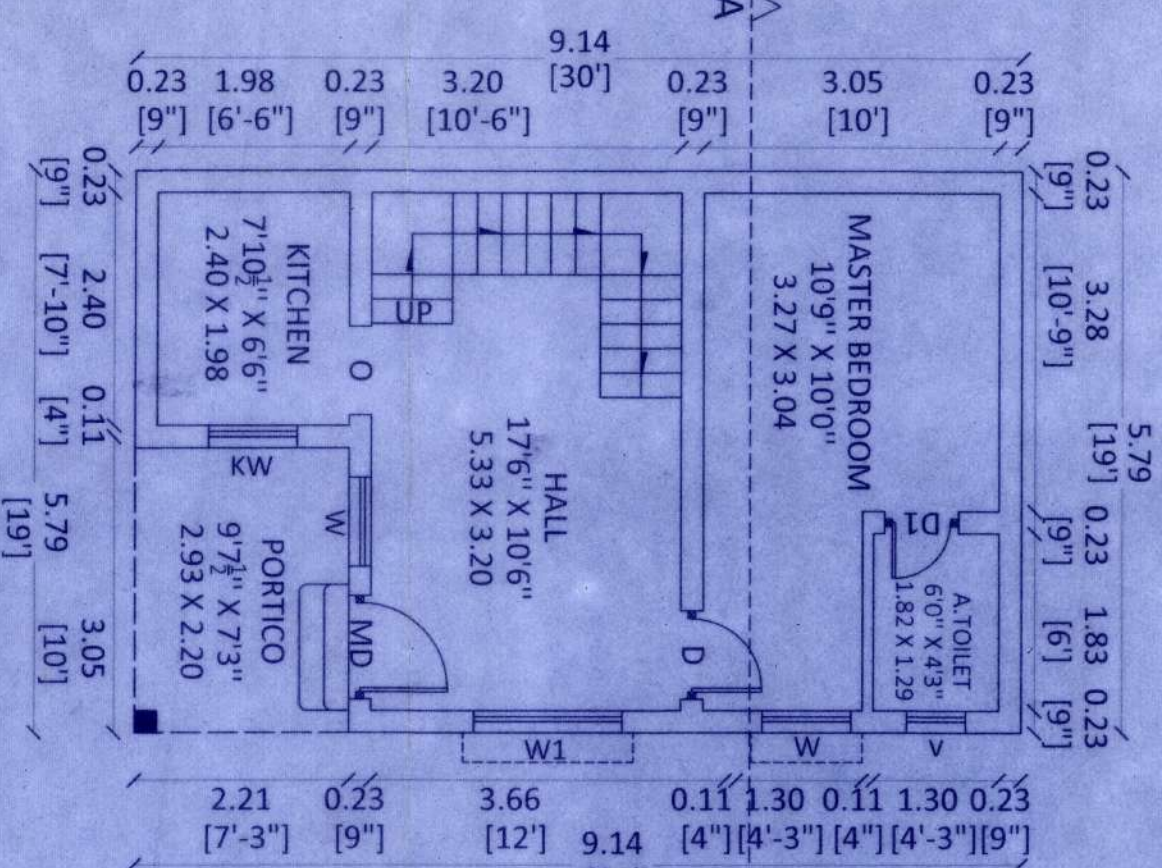 A
9.14
[30']
0.23 1.98 0.23 3.20 0.23 3.05 0.23
[9"] [6'-6"] [9"] [10'-6"] [9"] [10'] [9"]
0.23
[9"]
2.40
[7'-10"]
0.11
[4"]
5.79
[19']
3.05
[10']
KITCHEN
7'10½" X 6'6"
2.40 X 1.98
UP
O
KW
W
PORTICO
9'7½" X 7'3"
2.93 X 2.20
MD
HALL
17'6" X 10'6"
5.33 X 3.20
W1
MASTER BEDROOM
10'9" X 10'0"
3.27 X 3.04
D
D1
A.TOILET
6'0" X 4'3"
1.82 X 1.29
W
V
0.23
[9"]
3.28
[10'-9"]
5.79
[19']
0.23
[9"]
1.83
[6']
0.23
[9"]
2.21 0.23 3.66 0.11 1.30 0.11 1.30 0.23
[7'-3"] [9"] [12'] [4"] [4'-3"] [4"] [4'-3"] [9"]
9.14